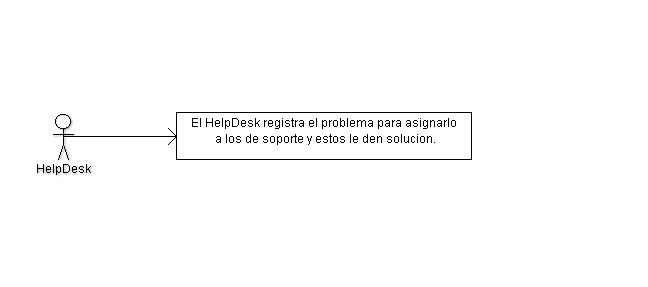 El HelpDesk registra el problema para asignarlo
a los de soporte y estos le den solucion.
HelpDesk